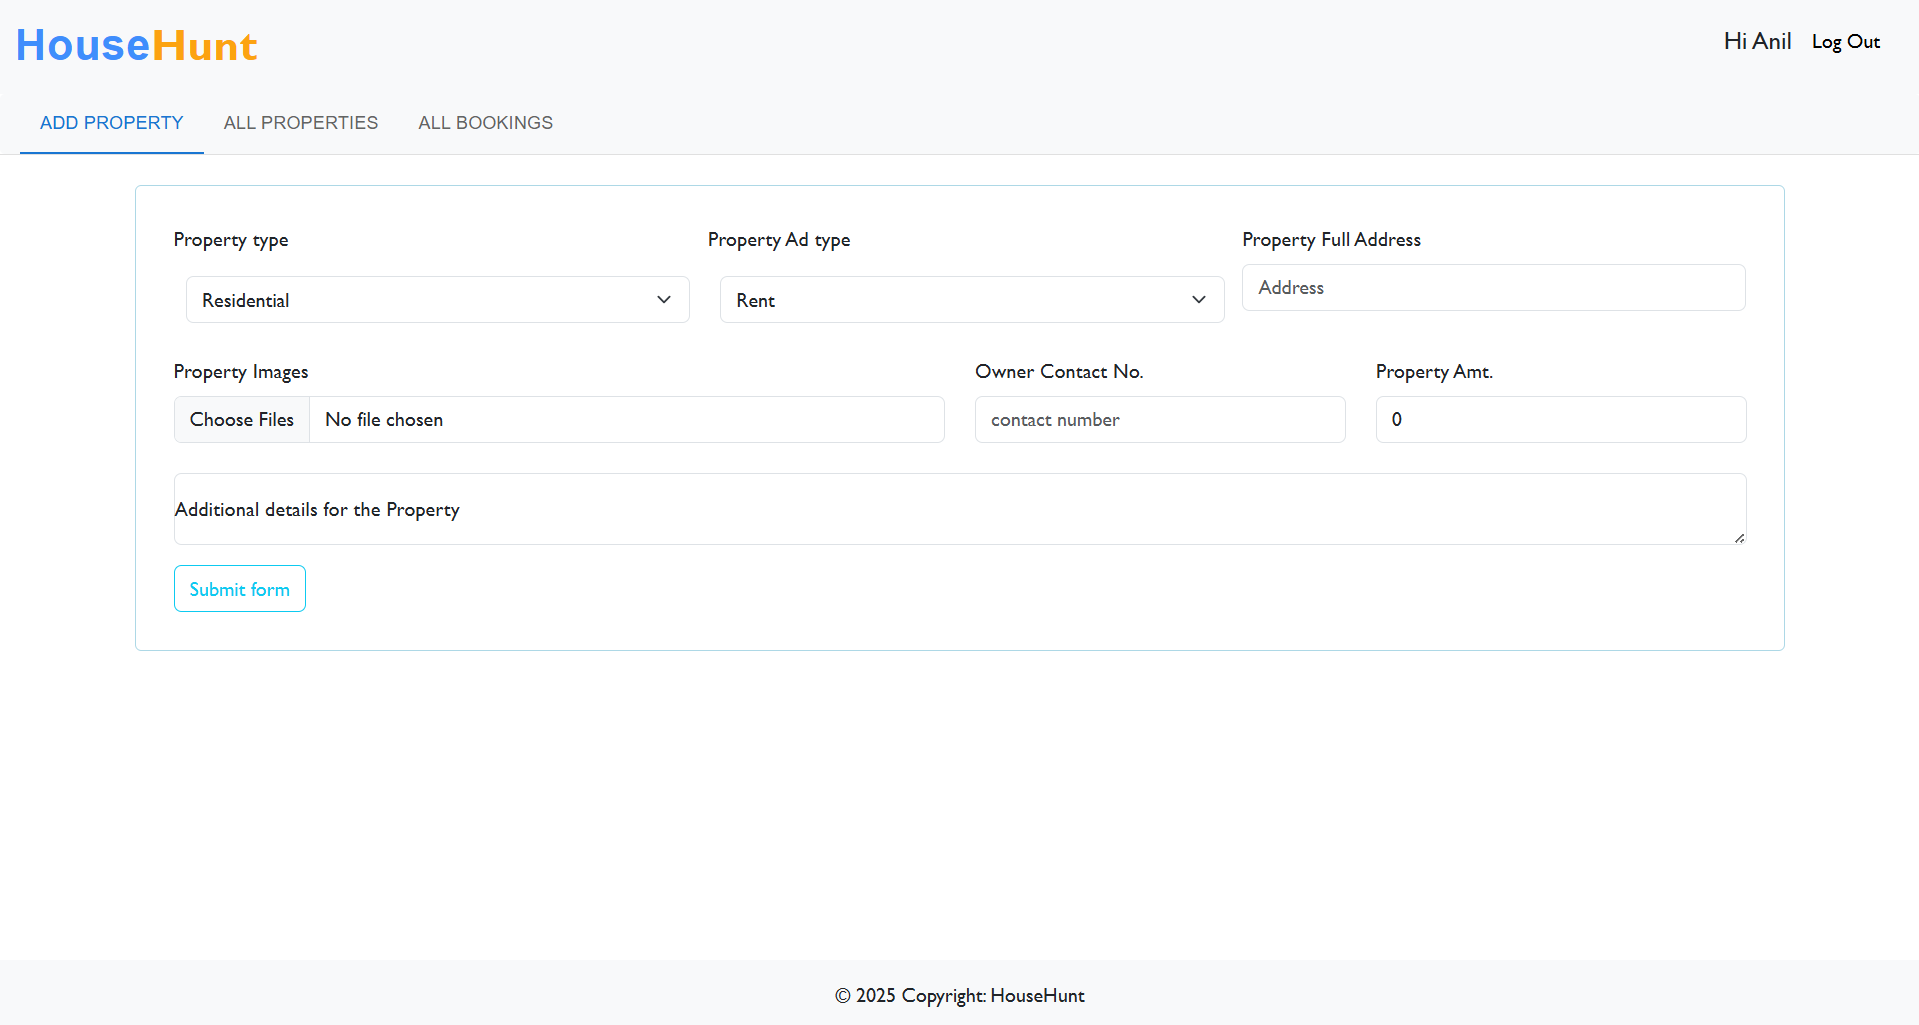 HouseHunt
Hi Anil Log Out
ADD PROPERTY ALL PROPERTIES ALL BOOKINGS
Property type Property Ad type Property Full Address
Residential Rent Address
Property Images Owner Contact No. Property Amt.
Choose Files No file chosen contact number 0
Additional details for the Property
Submit form
© 2025 Copyright: HouseHunt